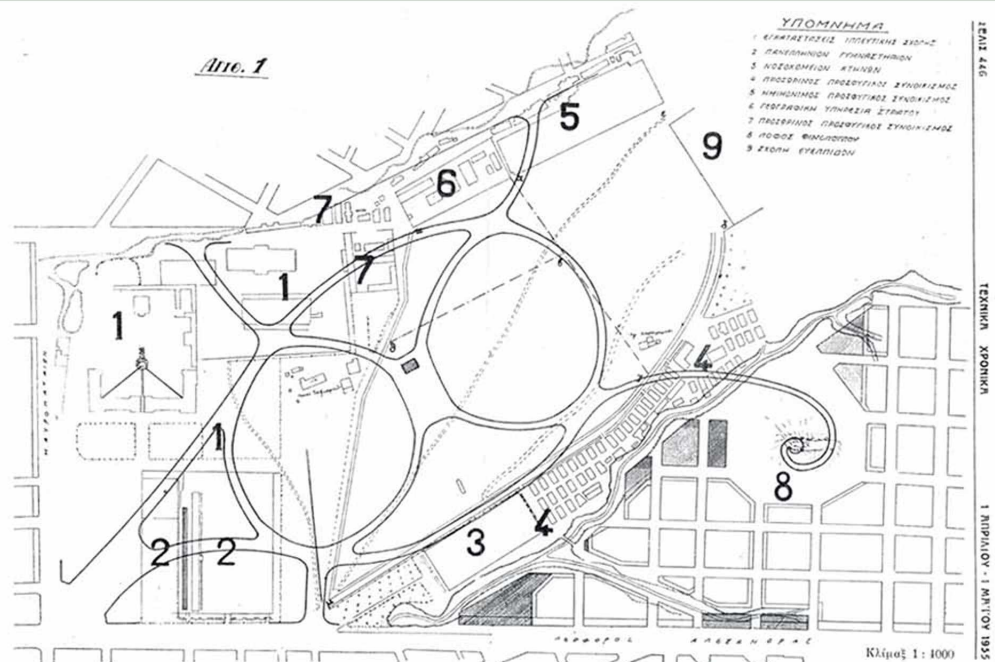 Απο. 1
ΥΠΟΜΝΗΜΑ
1 ΕΓΚΑΤΑΣΤΑΣΕΙΣ ΙΠΠΕΥΤΙΚΗΣ ΣΧΟΛΗΣ
2 ΠΑΝΕΛΛΗΝΙΟΝ ΓΥΜΝΑΣΤΗΡΙΟΝ
3 ΝΟΣΟΚΟΜΕΙΟΝ ΚΤΗΝΩΝ
4 ΠΡΟΣΩΡΙΝΟΣ ΠΡΟΣΦΥΓΙΚΟΣ ΣΥΝΟΙΚΙΣΜΟΣ
5 ΗΜΙΜΟΝΙΜΟΣ ΠΡΟΣΦΥΓΙΚΟΣ ΣΥΝΟΙΚΙΣΜΟΣ
6 ΓΕΩΓΡΑΦΙΚΗ ΥΠΗΡΕΣΙΑ ΣΤΡΑΤΟΥ
7 ΠΡΟΣΩΡΙΝΟΣ ΠΡΟΣΦΥΓΙΚΟΣ ΣΥΝΟΙΚΙΣΜΟΣ
8 ΛΟΦΟΣ ΦΙΝΟΠΟΥΛΟΥ
9 ΣΧΟΛΗ ΕΥΕΛΠΙΔΩΝ
5
9
6
7
7
1
1
4
1
8
2
2
3
4
ΑΛΕΞΑΝΔΡΑΣ
Κλίμαξ 1 : 4000
ΣΕΛΙΣ 446
ΤΕΧΝΙΚΑ ΧΡΟΝΙΚΑ
1 ΑΠΡΙΛΙΟΥ - 1 ΜΑΪΟΥ 1935